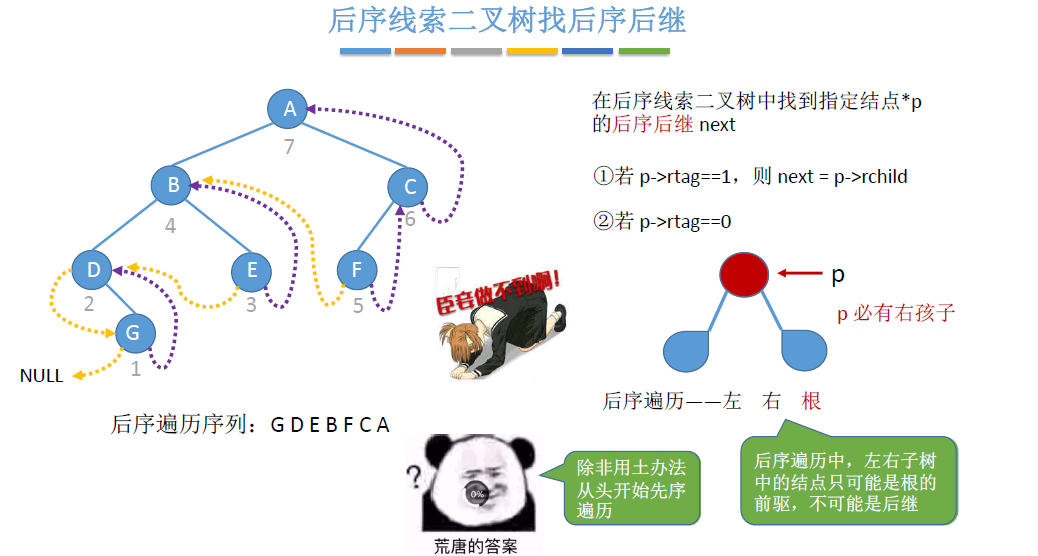 后序线索二叉树找后序后继
A
7
B
4
C
6
D
2
E
3
F
5
G
1
NULL
后序遍历序列：G D E B F C A
在后序线索二叉树中找到指定结点*p
的后序后继 next
①若 p->rtag==1，则 next = p->rchild
②若 p->rtag==0
p
p 必有右孩子
后序遍历——左 右 根
后序遍历中，左右子树
中的结点只可能是根的
前驱，不可能是后继
臣妾做不到啊！
?
0%
荒唐的答案
除非用土办法
从头开始先序
遍历